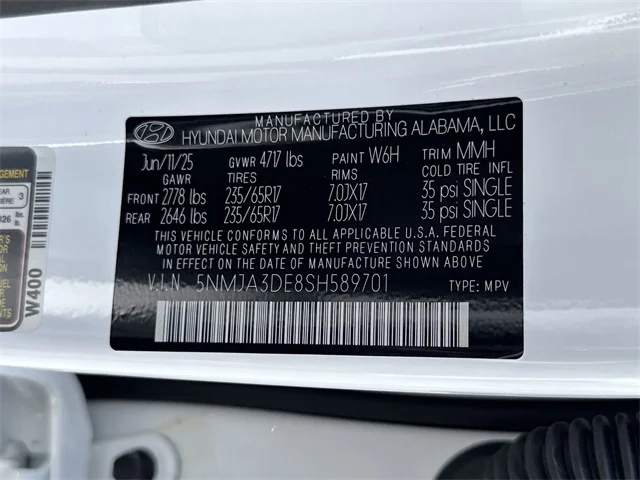 MANUFACTURED BY
HYUNDAI MOTOR MANUFACTURING ALABAMA, LLC
Jun/11/25 GVWR 4717 lbs PAINT W6H TRIM MMH
GAWR TIRES RIMS COLD TIRE INFL
FRONT 2778 lbs 235/65R17 7.0JX17 35 psi SINGLE
REAR 2646 lbs 235/65R17 7.0JX17 35 psi SINGLE
THIS VEHICLE CONFORMS TO ALL APPLICABLE U.S.A. FEDERAL
MOTOR VEHICLE SAFETY AND THEFT PREVENTION STANDARDS
IN EFFECT ON THE DATE OF MANUFACTURE SHOWN ABOVE.
V.I.N 5NMJA3DE8SH589701 TYPE: MPV
W400